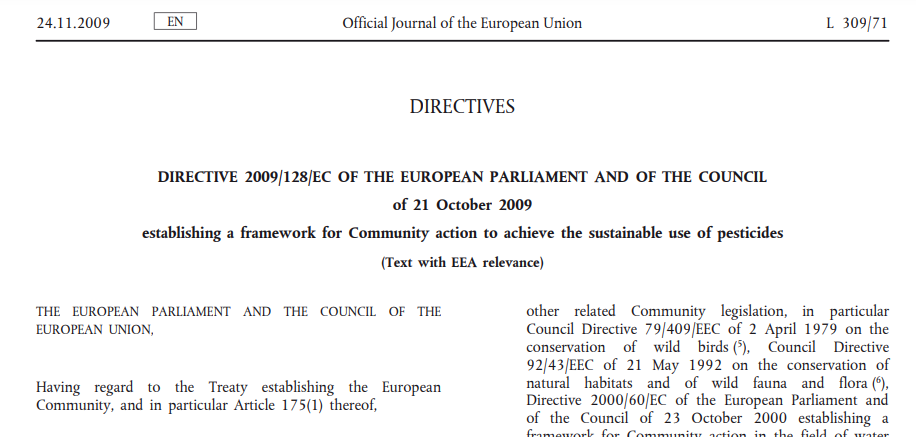 24.11.2009
EN
Official Journal of the European Union
L 309/71
DIRECTIVES
DIRECTIVE 2009/128/EC OF THE EUROPEAN PARLIAMENT AND OF THE COUNCIL
of 21 October 2009
establishing a framework for Community action to achieve the sustainable use of pesticides
(Text with EEA relevance)
THE EUROPEAN PARLIAMENT AND THE COUNCIL OF THE
EUROPEAN UNION,
Having regard to the Treaty establishing the European
Community, and in particular Article 175(1) thereof,
other related Community legislation, in particular
Council Directive 79/409/EEC of 2 April 1979 on the
conservation of wild birds (⁵), Council Directive
92/43/EEC of 21 May 1992 on the conservation of
natural habitats and of wild fauna and flora (⁶),
Directive 2000/60/EC of the European Parliament and
of the Council of 23 October 2000 establishing a
framework for Community action in the field of water